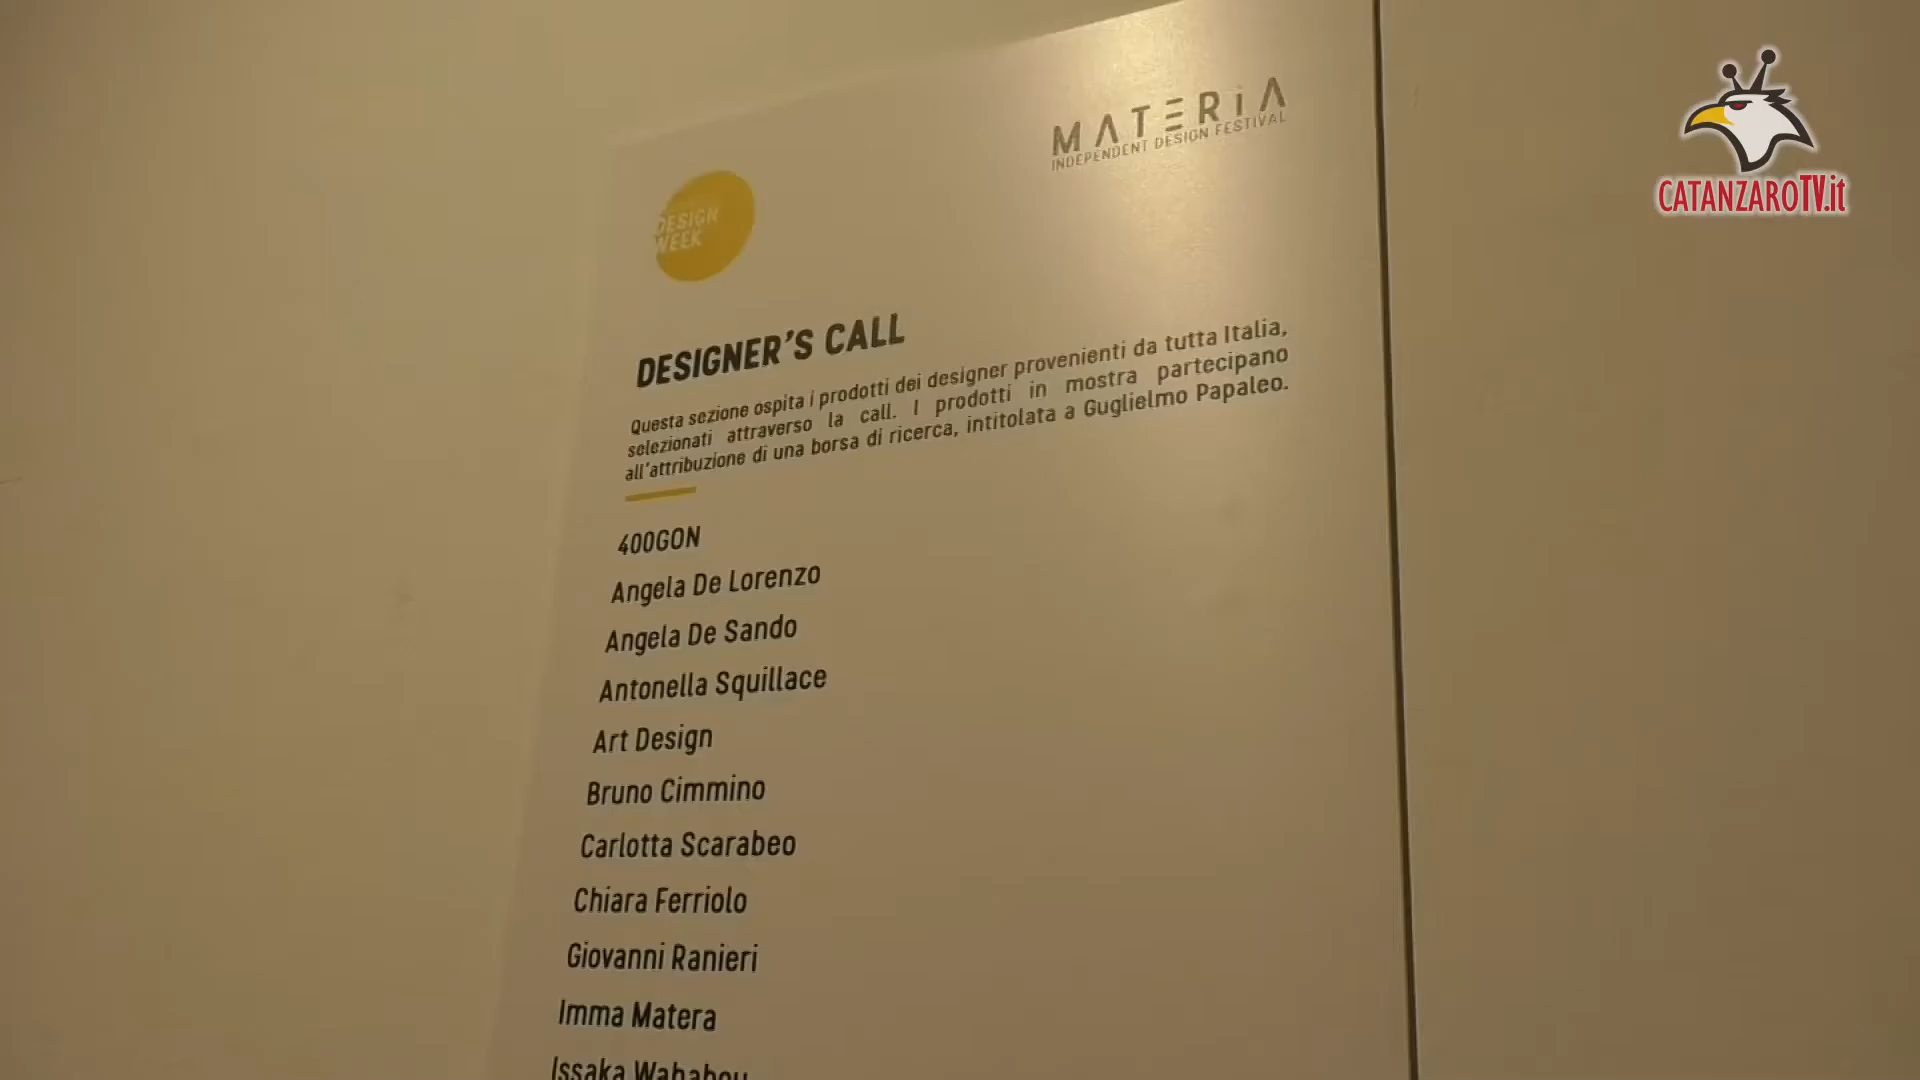 MATERiA
INDEPENDENT DESIGN FESTIVAL
CATANZAROTV.it
DESIGN
WEEK
DESIGNER'S CALL
Questa sezione ospita i prodotti dei designer provenienti da tutta Italia,
selezionati attraverso la call. I prodotti in mostra partecipano
all'attribuzione di una borsa di ricerca, intitolata a Guglielmo Papaleo.
400GON
Angela De Lorenzo
Angela De Sando
Antonella Squillace
Art Design
Bruno Cimmino
Carlotta Scarabeo
Chiara Ferriolo
Giovanni Ranieri
Imma Matera
Issaka Wahabou